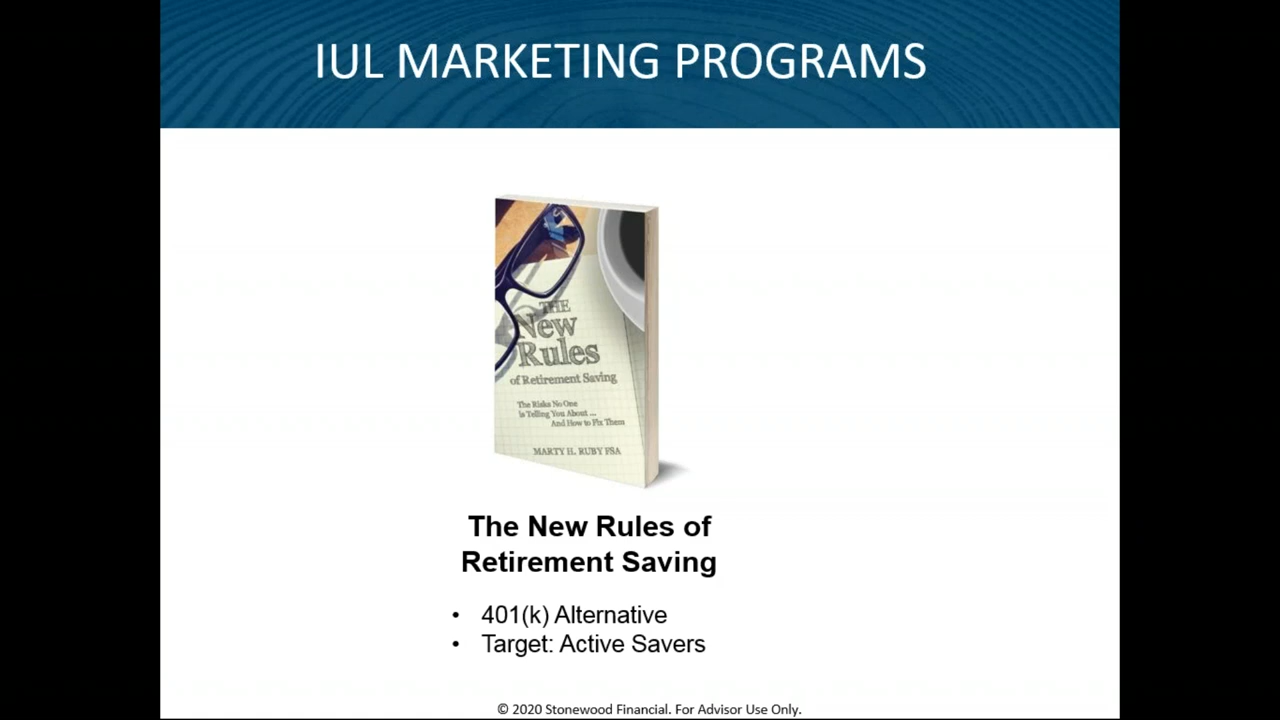 IUL MARKETING PROGRAMS
THE
New
Rules
of Retirement Saving
The Risks No One
is Telling You About ...
And How to Fix Them
MARTY H. RUBY FSA
The New Rules of
Retirement Saving
• 401(k) Alternative
• Target: Active Savers
© 2020 Stonewood Financial. For Advisor Use Only.